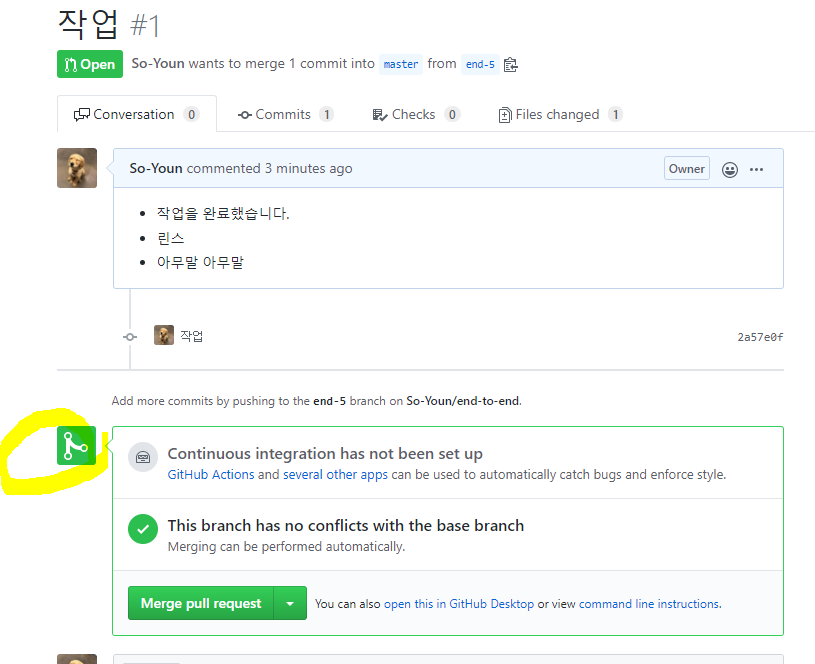 작업 #1
Open So-Youn wants to merge 1 commit into master from end-5
Conversation 0 Commits 1 Checks 0 Files changed 1
So-Youn commented 3 minutes ago Owner
작업을 완료했습니다.
린스
아무말 아무말
작업 2a57e0f
Add more commits by pushing to the end-5 branch on So-Youn/end-to-end.
Continuous integration has not been set up
GitHub Actions and several other apps can be used to automatically catch bugs and enforce style.
This branch has no conflicts with the base branch
Merging can be performed automatically.
Merge pull request You can also open this in GitHub Desktop or view command line instructions.